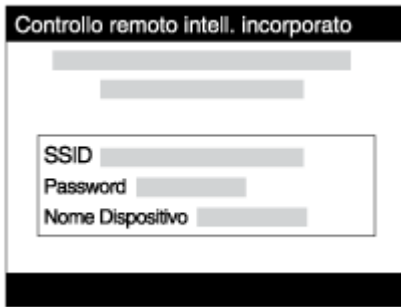 Controllo remoto intell. incorporato
SSID
Password
Nome Dispositivo